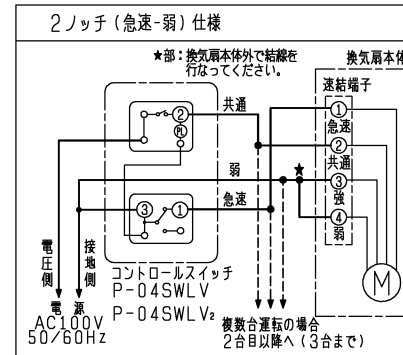 2ノッチ(急速-弱)仕様
★部:換気扇本体外で結線を
行なってください。
換気扇本体
速結端子
共通
② 
PL
①
急速
②
共通
弱
★
③
強
③ ①
急速
④
弱
M
電圧側
接地側
コントロールスイッチ
P-04SWLV
P-04SWLV₂
電源
AC100V
50/60Hz
複数台運転の場合
2台目以降へ(3台まで)